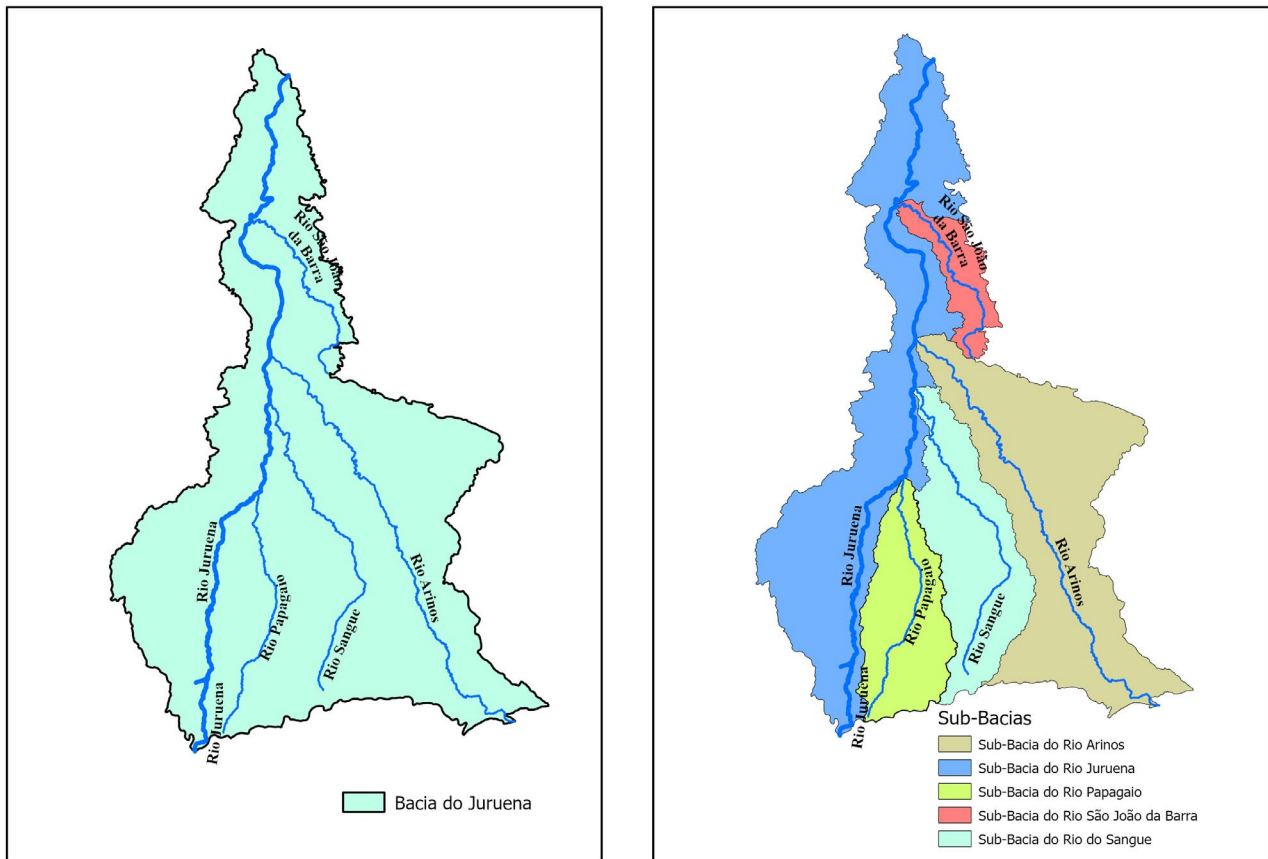 Rio São João
da Barra
Rio Juruena
Rio Papagaio
Rio Sangue
Rio Arinos
Rio Juruena
Bacia do Juruena
Rio São João
da Barra
Rio Juruena
Rio Papagaio
Rio Sangue
Rio Arinos
Rio Juruena
Sub-Bacias
Sub-Bacia do Rio Arinos
Sub-Bacia do Rio Juruena
Sub-Bacia do Rio Papagaio
Sub-Bacia do Rio São João da Barra
Sub-Bacia do Rio do Sangue